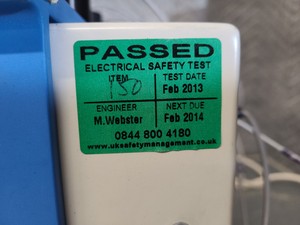 PASSED
ELECTRICAL SAFETY TEST
ITEM
150
TEST DATE
Feb 2013
ENGINEER
M.Webster
NEXT DUE
Feb 2014
0844 800 4180
www.uksafetymanagement.co.uk